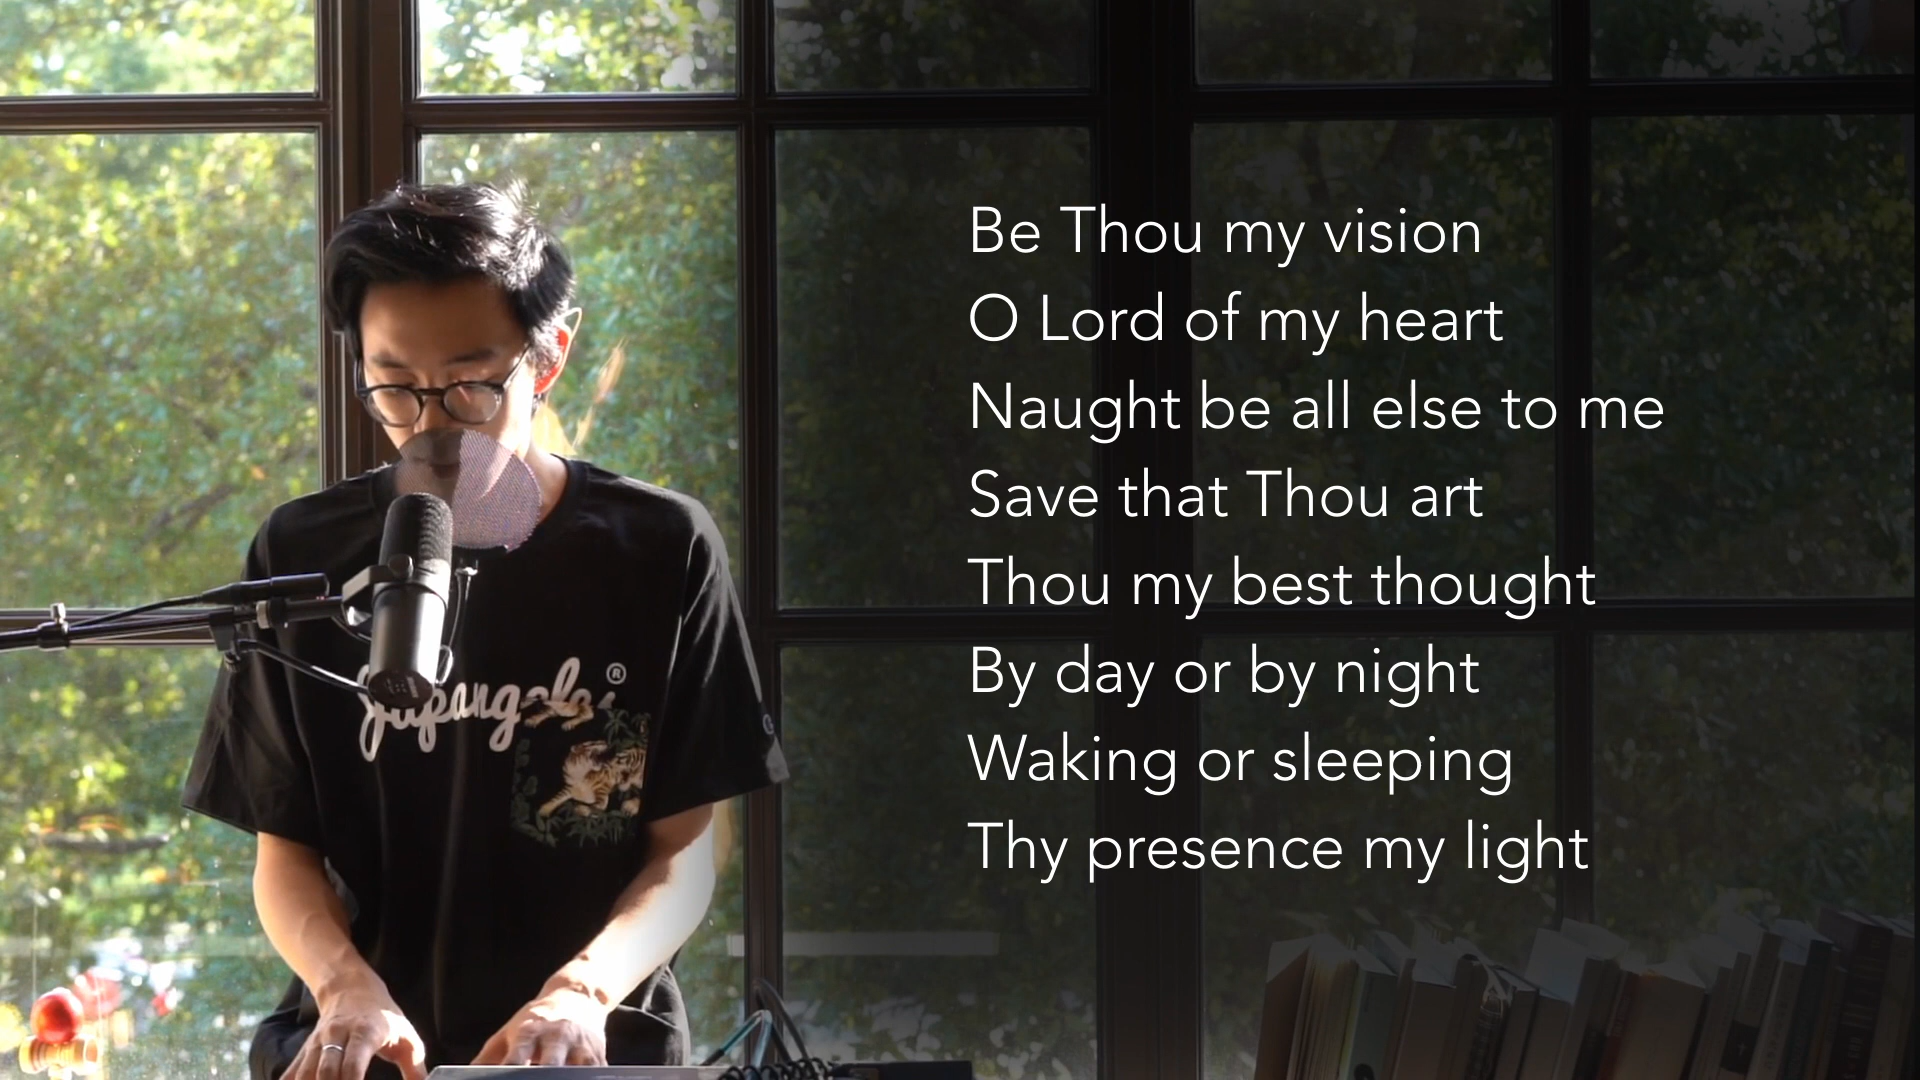 Be Thou my vision
O Lord of my heart
Naught be all else to me
Save that Thou art
Thou my best thought
By day or by night
Waking or sleeping
Thy presence my light
®